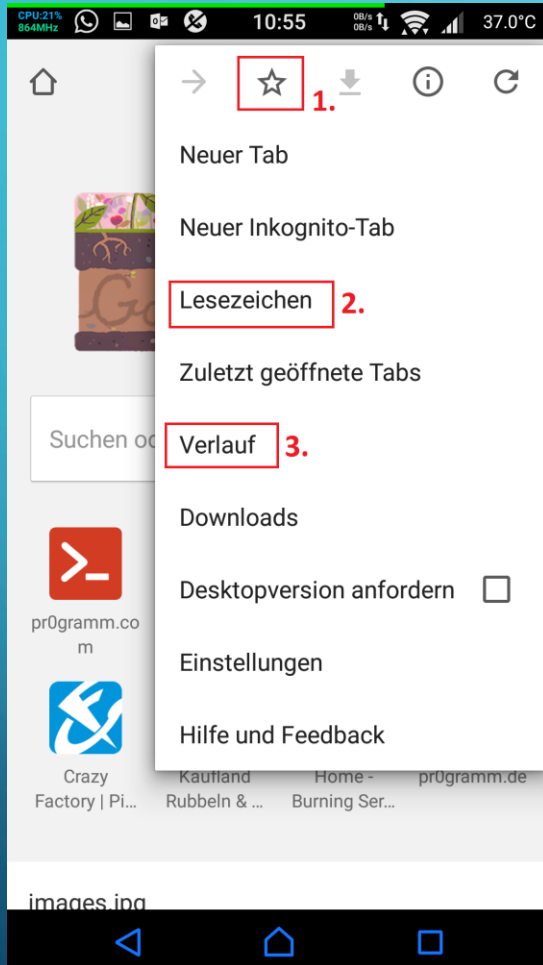 CPU:21%
864MHz
10:55
0B/s
0B/s
37.0°C
1.
Neuer Tab
Neuer Inkognito-Tab
Lesezeichen
2.
Zuletzt geöffnete Tabs
Suchen od
Verlauf
3.
Downloads
Desktopversion anfordern
pr0gramm.co
m
Einstellungen
Hilfe und Feedback
Crazy
Factory | Pi...
Kaufland
Rubbeln & ...
Home -
Burning Ser...
pr0gramm.de
images.jpg